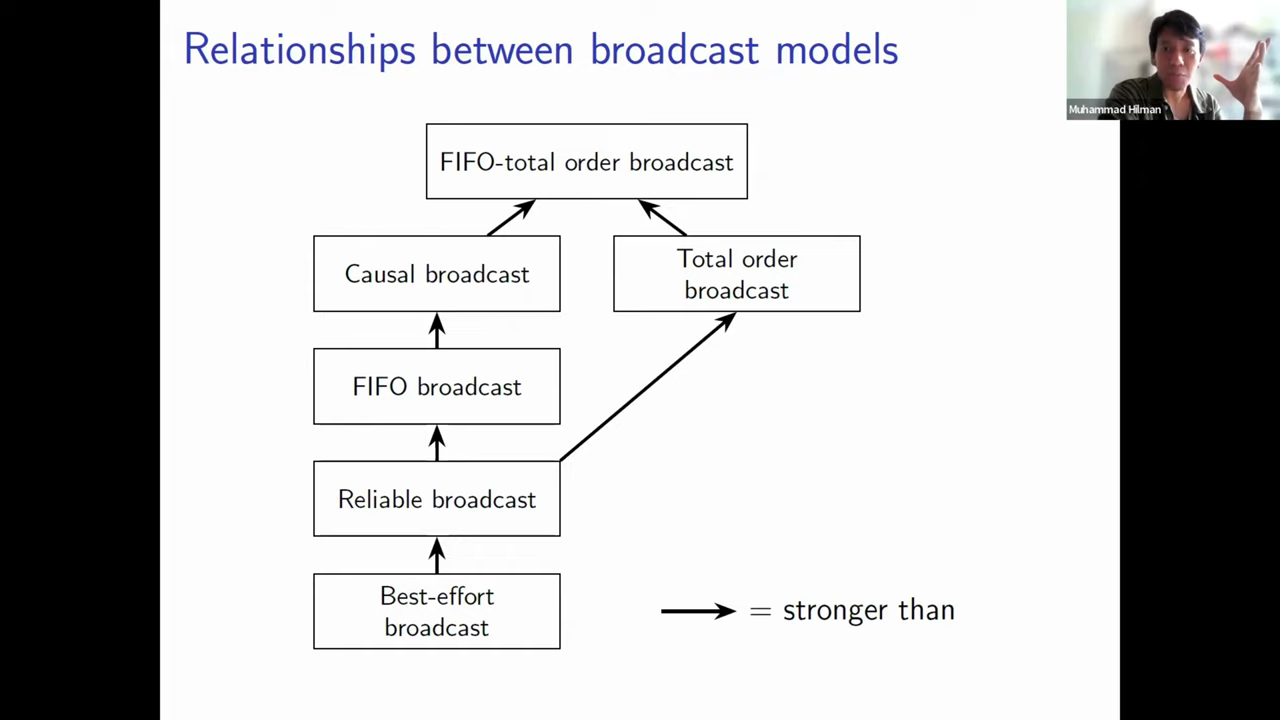 Relationships between broadcast models
Muhammad Hilman
FIFO-total order broadcast
Causal broadcast
Total order
broadcast
FIFO broadcast
Reliable broadcast
Best-effort
broadcast
= stronger than